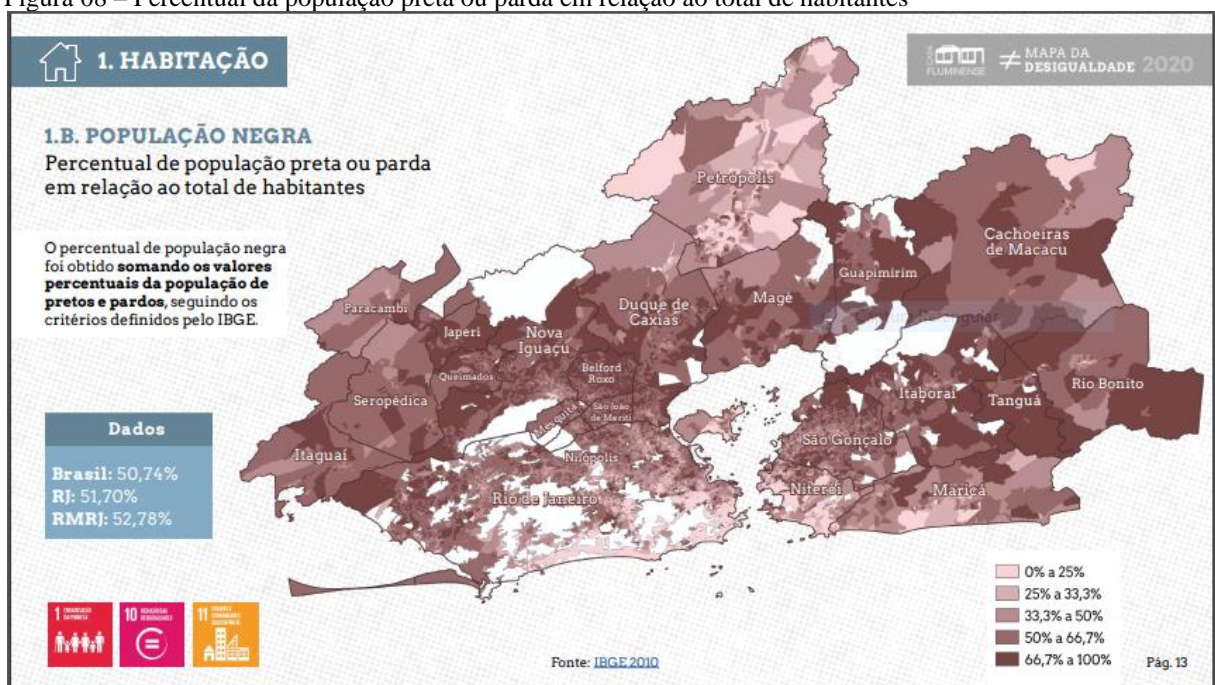 Figura 08 – Percentual da população preta ou parda em relação ao total de habitantes
1. HABITAÇÃO
CASA
FLUMINENSE
MAPA DA
DESIGUALDADE 2020
1.B. POPULAÇÃO NEGRA
Percentual de população preta ou parda
em relação ao total de habitantes
O percentual de população negra
foi obtido somando os valores
percentuais da população de
pretos e pardos, seguindo os
critérios definidos pelo IBGE.
Petrópolis
Cachoeiras
de Macacu
Guapimirim
Magé
Duque de
Caxias
Paracambi
Japeri
Nova
Iguaçu
Queimados
Belford
Roxo
Seropédica
Mesquita
São João
de Meriti
Nilópolis
Itaguaí
Rio de Janeiro
Itaboraí
Tanguá
Rio Bonito
São Gonçalo
Niterói
Maricá
Dados
Brasil: 50,74%
RJ: 51,70%
RMRJ: 52,78%
0% a 25%
25% a 33,3%
33,3% a 50%
50% a 66,7%
66,7% a 100%
1
10
11
Fonte: IBGE 2010
Pág. 13